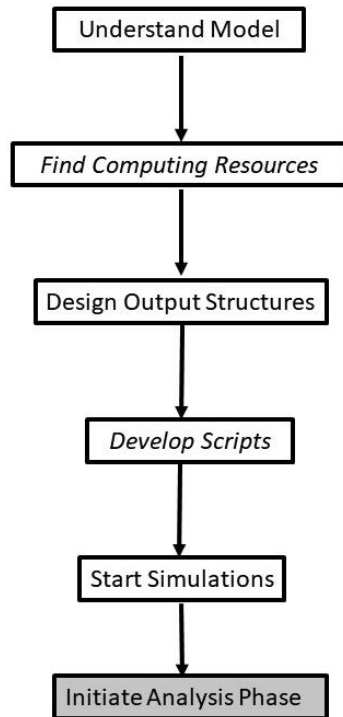 Understand Model
Find Computing Resources
Design Output Structures
Develop Scripts
Start Simulations
Initiate Analysis Phase